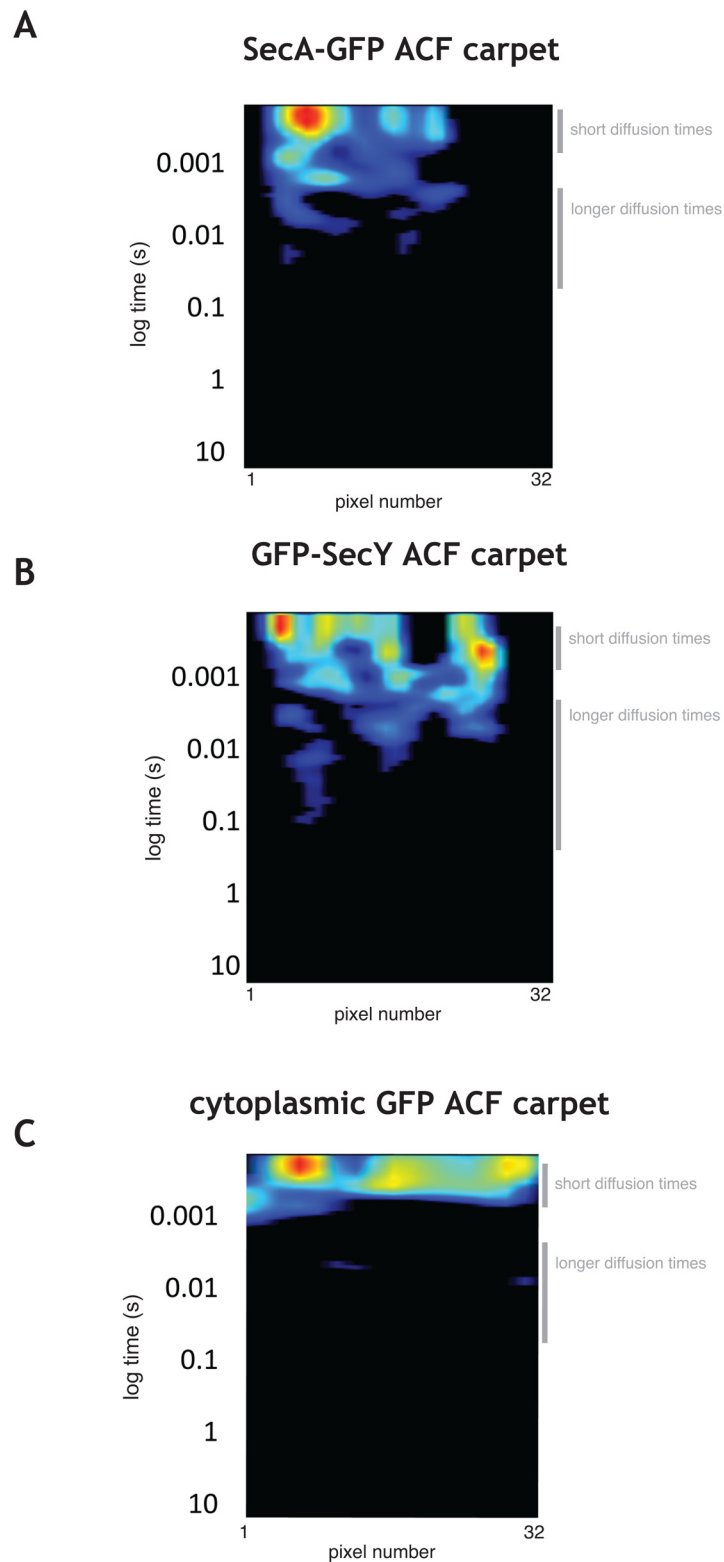 A
SecA-GFP ACF carpet
short diffusion times
0.001
longer diffusion times
0.01
log time (s)
0.1
1
10
1 32
pixel number
GFP-SecY ACF carpet
B
short diffusion times
0.001
longer diffusion times
0.01
log time (s)
0.1
1
10
1 32
pixel number
cytoplasmic GFP ACF carpet
C
short diffusion times
0.001
longer diffusion times
0.01
log time (s)
0.1
1
10
1 32
pixel number